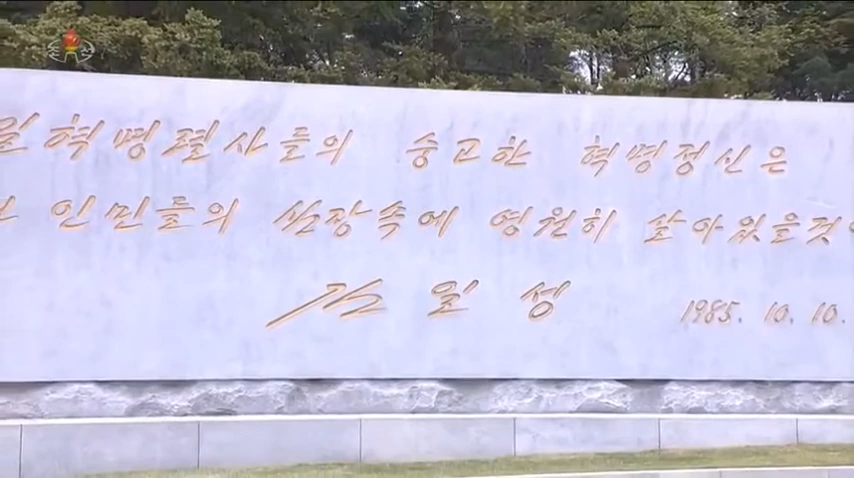 혁명렬사들의 숭고한 혁명정신은
인민들의 심장속에 영원히 살아있을것
김일성
1985. 10. 10.